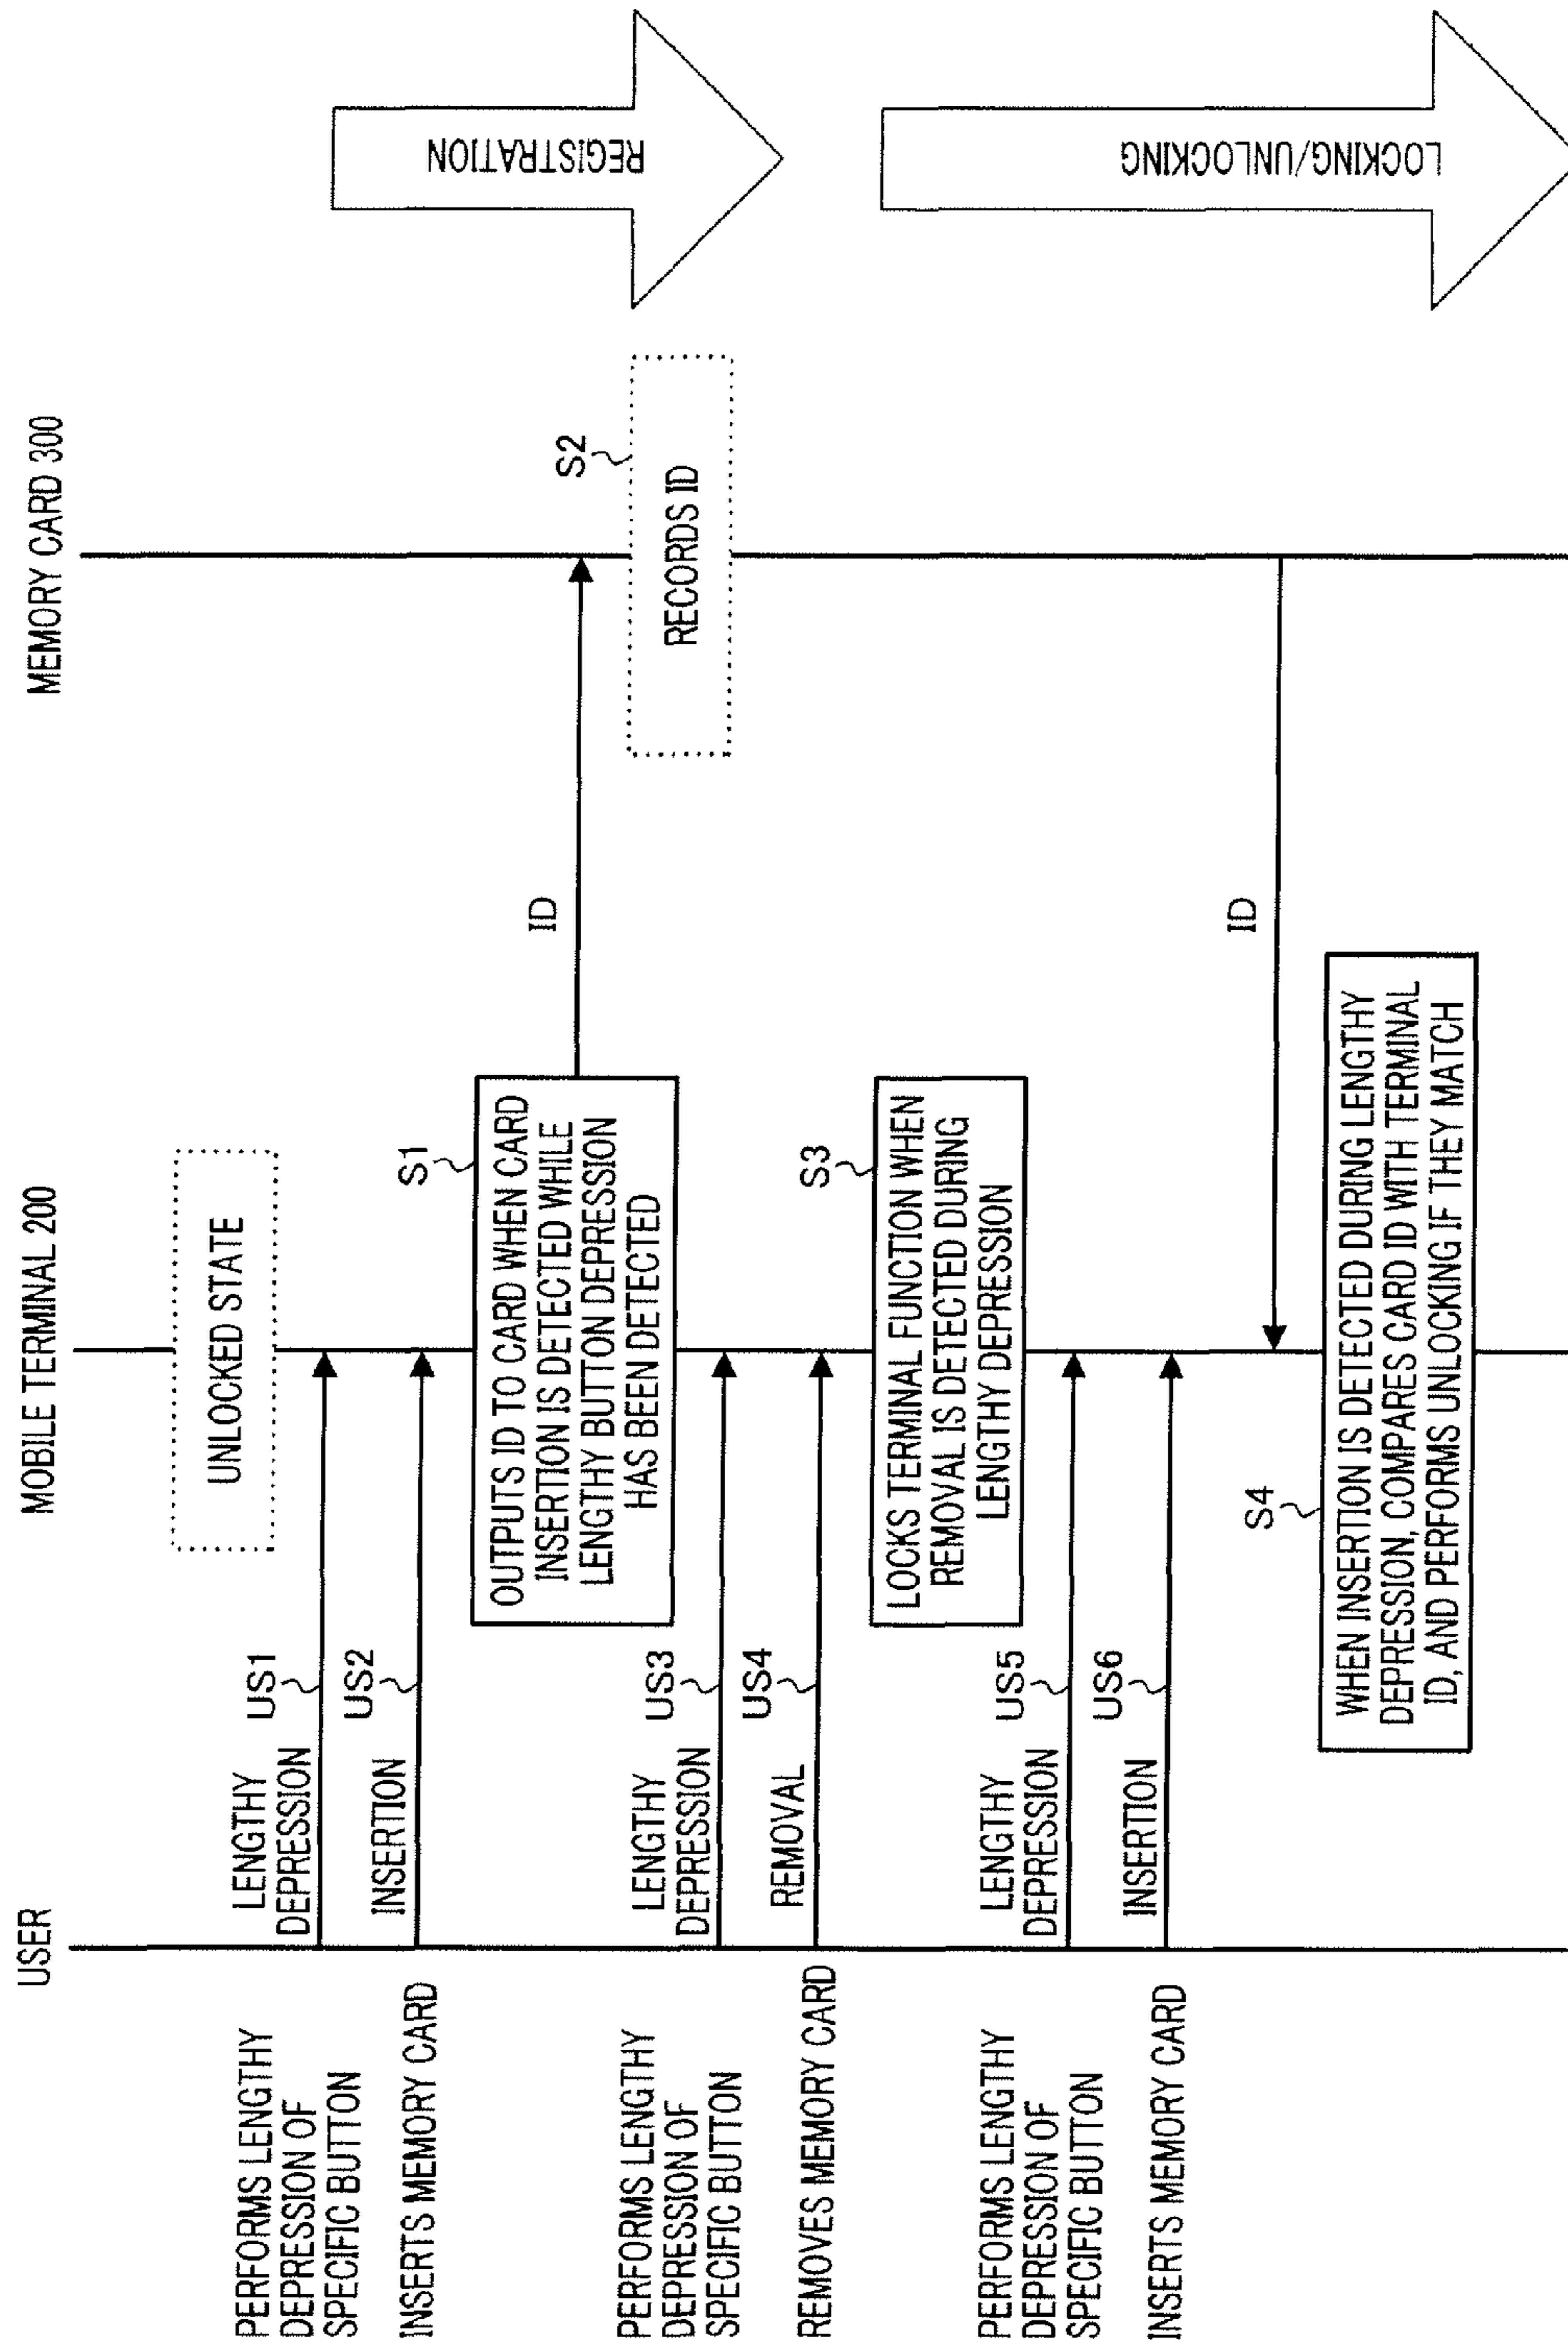 USER
MOBILE TERMINAL 200
MEMORY CARD 300
UNLOCKED STATE
PERFORMS LENGTHY
DEPRESSION OF
SPECIFIC BUTTON
LENGTHY
DEPRESSION
US1
INSERTS MEMORY CARD
INSERTION
US2
S1
OUTPUTS ID TO CARD WHEN CARD
INSERTION IS DETECTED WHILE
LENGTHY BUTTON DEPRESSION
HAS BEEN DETECTED
ID
S2
RECORDS ID
REGISTRATION
PERFORMS LENGTHY
DEPRESSION OF
SPECIFIC BUTTON
LENGTHY
DEPRESSION
US3
REMOVES MEMORY CARD
REMOVAL
US4
S3
LOCKS TERMINAL FUNCTION WHEN
REMOVAL IS DETECTED DURING
LENGTHY DEPRESSION
PERFORMS LENGTHY
DEPRESSION OF
SPECIFIC BUTTON
LENGTHY
DEPRESSION
US5
INSERTS MEMORY CARD
INSERTION
US6
ID
S4
WHEN INSERTION IS DETECTED DURING LENGTHY
DEPRESSION, COMPARES CARD ID WITH TERMINAL
ID, AND PERFORMS UNLOCKING IF THEY MATCH
LOCKING/UNLOCKING